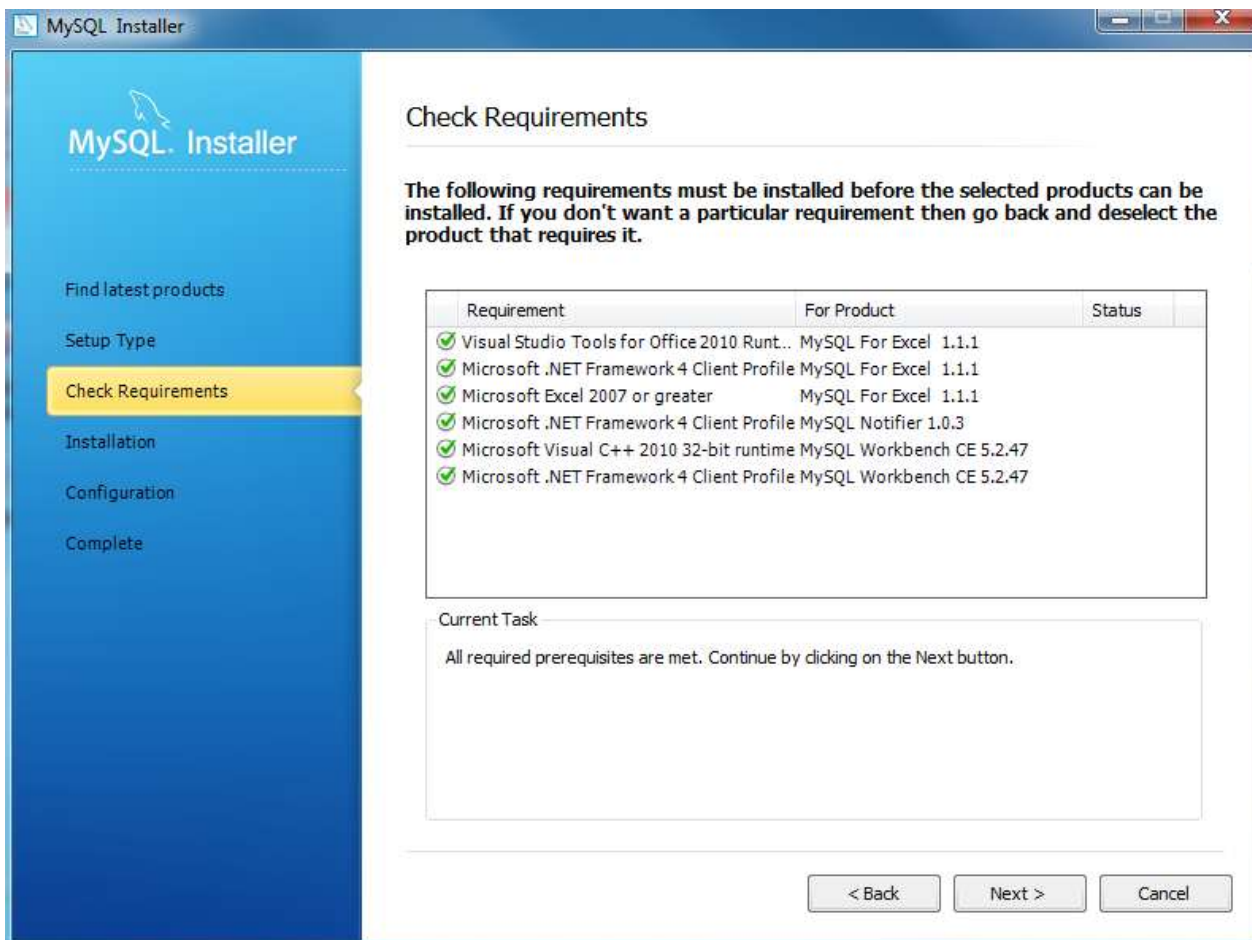 MySQL Installer
MySQL. Installer
Find latest products
Setup Type
Check Requirements
Installation
Configuration
Complete
Check Requirements
The following requirements must be installed before the selected products can be
installed. If you don't want a particular requirement then go back and deselect the
product that requires it.
Requirement For Product Status
Visual Studio Tools for Office 2010 Runt... MySQL For Excel 1.1.1
Microsoft .NET Framework 4 Client Profile MySQL For Excel 1.1.1
Microsoft Excel 2007 or greater MySQL For Excel 1.1.1
Microsoft .NET Framework 4 Client Profile MySQL Notifier 1.0.3
Microsoft Visual C++ 2010 32-bit runtime MySQL Workbench CE 5.2.47
Microsoft .NET Framework 4 Client Profile MySQL Workbench CE 5.2.47
Current Task
All required prerequisites are met. Continue by clicking on the Next button.
< Back Next > Cancel